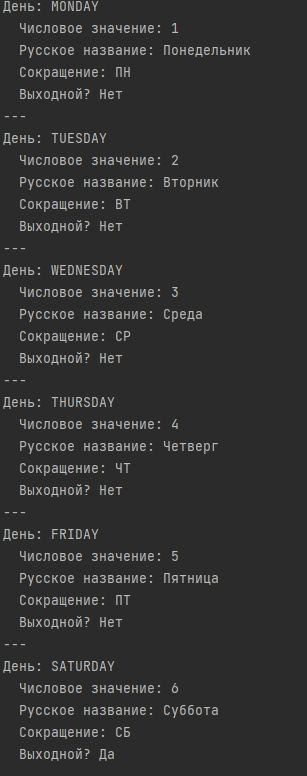 День: MONDAY
Числовое значение: 1
Русское название: Понедельник
Сокращение: ПН
Выходной? Нет
---
День: TUESDAY
Числовое значение: 2
Русское название: Вторник
Сокращение: ВТ
Выходной? Нет
---
День: WEDNESDAY
Числовое значение: 3
Русское название: Среда
Сокращение: СР
Выходной? Нет
---
День: THURSDAY
Числовое значение: 4
Русское название: Четверг
Сокращение: ЧТ
Выходной? Нет
---
День: FRIDAY
Числовое значение: 5
Русское название: Пятница
Сокращение: ПТ
Выходной? Нет
---
День: SATURDAY
Числовое значение: 6
Русское название: Суббота
Сокращение: СБ
Выходной? Да